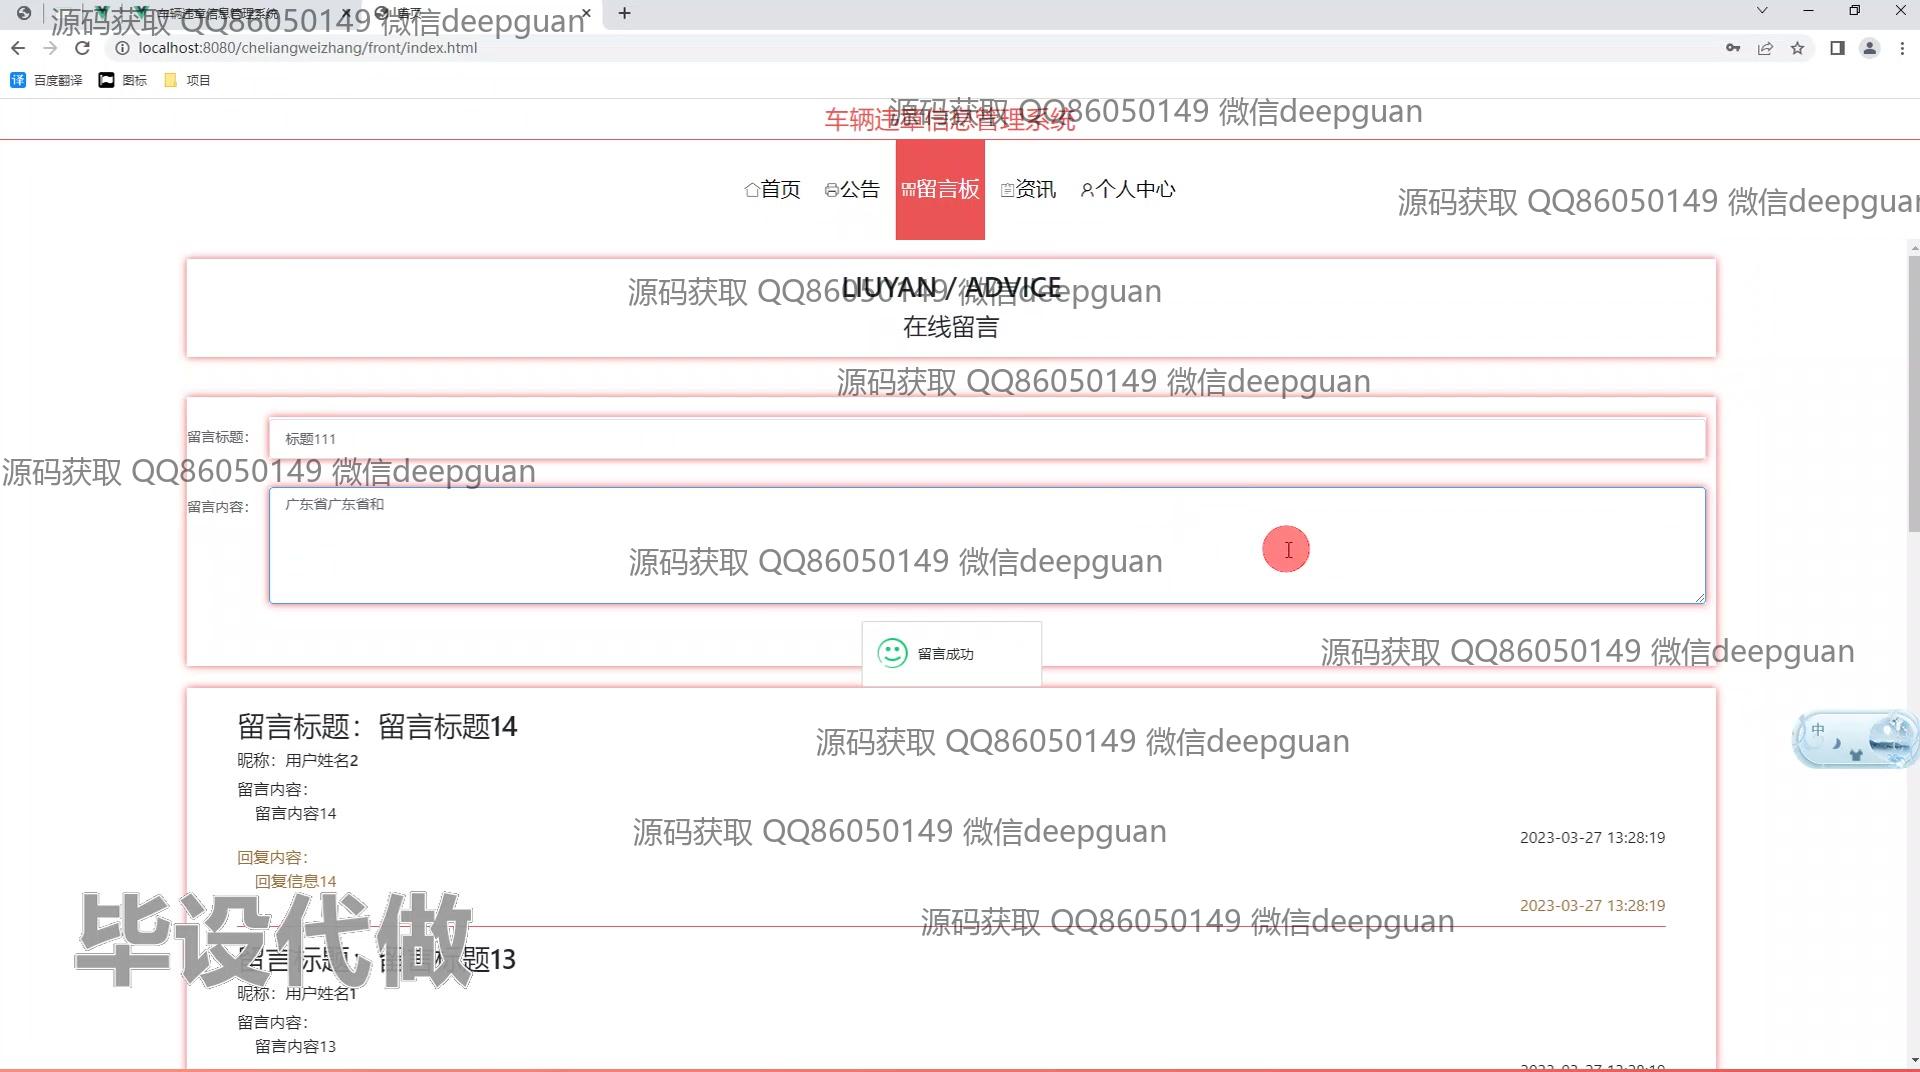 车辆违章信息管理系统
源码获取 QQ86050149 微信deepguan
localhost:8080/cheliangweizhang/front/index.html
百度翻译 图标 项目
车辆违章信息管理系统
源码获取 QQ86050149 微信deepguan
首页 公告 留言板 资讯 个人中心
源码获取 QQ86050149 微信deepguan
LIUYAN / ADVICE
源码获取 QQ86050149 微信deepguan
在线留言
源码获取 QQ86050149 微信deepguan
留言标题： 标题111
源码获取 QQ86050149 微信deepguan
留言内容： 广东省广东省和
源码获取 QQ86050149 微信deepguan
留言成功
源码获取 QQ86050149 微信deepguan
留言标题：留言标题14
中
源码获取 QQ86050149 微信deepguan
昵称：用户姓名2
留言内容：
留言内容14
源码获取 QQ86050149 微信deepguan
2023-03-27 13:28:19
回复内容：
回复信息14
2023-03-27 13:28:19
源码获取 QQ86050149 微信deepguan
毕设代做
留言标题：留言标题13
昵称：用户姓名1
留言内容：
留言内容13
2023-03-27 13:28:19